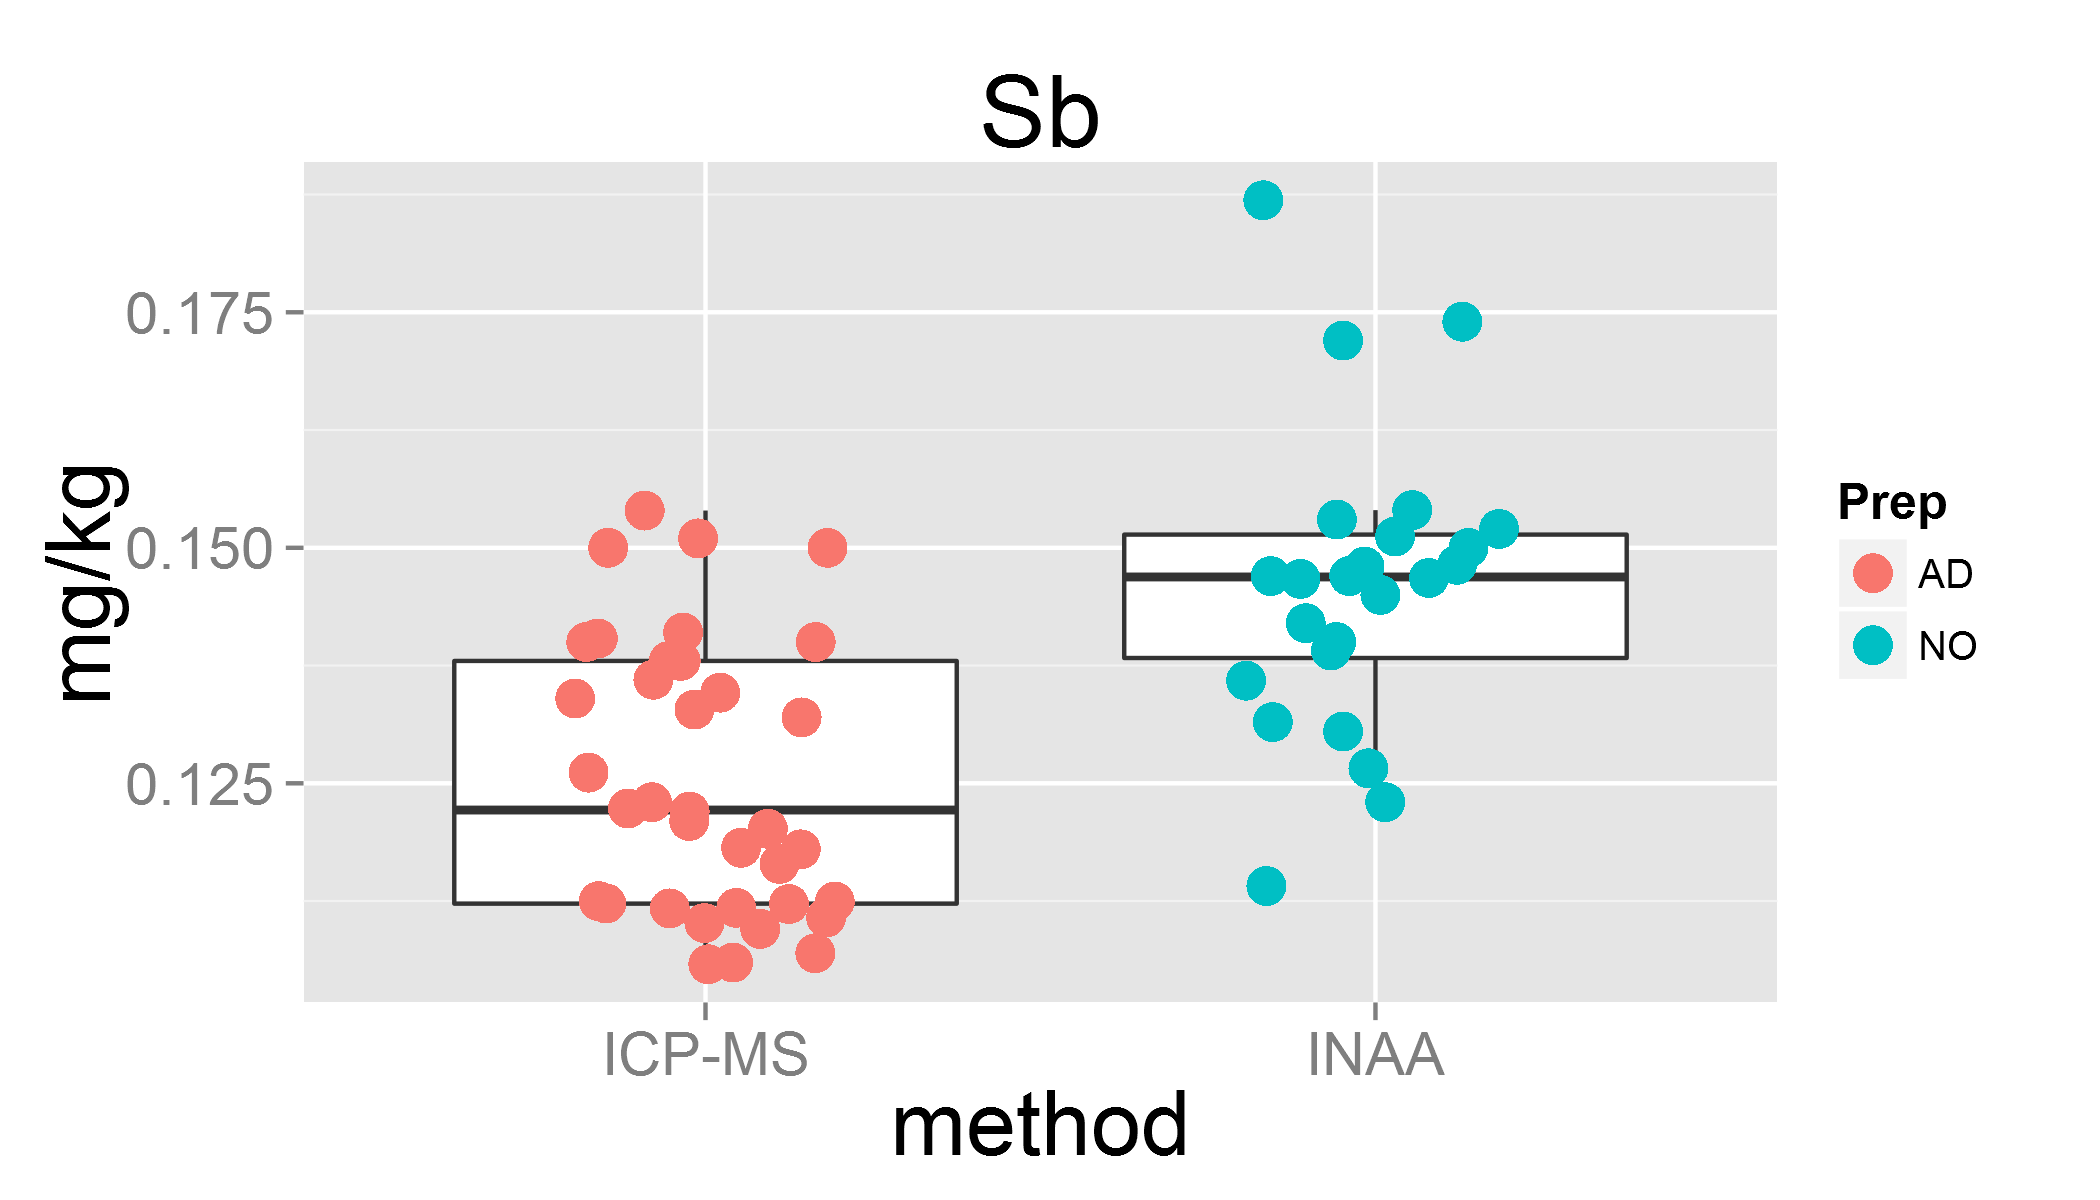 Sb
mg/kg
0.175
0.150
0.125
ICP-MS
INAA
method
Prep
AD
NO